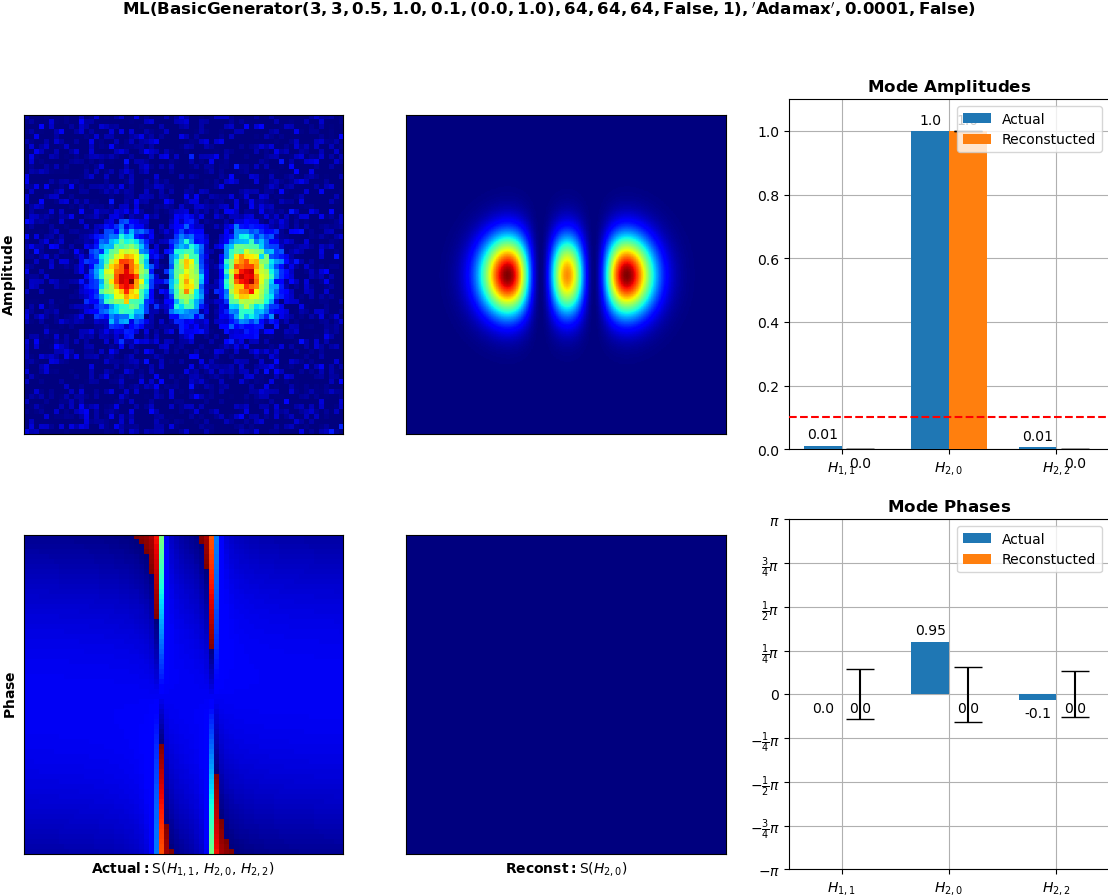 ML(BasicGenerator(3, 3, 0.5, 1.0, 0.1, (0.0, 1.0), 64, 64, 64, False, 1), ′Adamax′, 0.0001, False)
Amplitude
Mode Amplitudes
Actual
Reconstucted
1.0
0.8
0.6
0.4
0.2
0.0
0.01
0.0
1.0
0.01
0.0
H1,1
H2,0
H2,2
Phase
Actual: S(H1,1, H2,0, H2,2)
Reconst: S(H2,0)
Mode Phases
Actual
Reconstucted
π
3/4π
1/2π
1/4π
0
−1/4π
−1/2π
−3/4π
−π
0.0
0.0
0.95
0.0
-0.1
0.0
H1,1
H2,0
H2,2